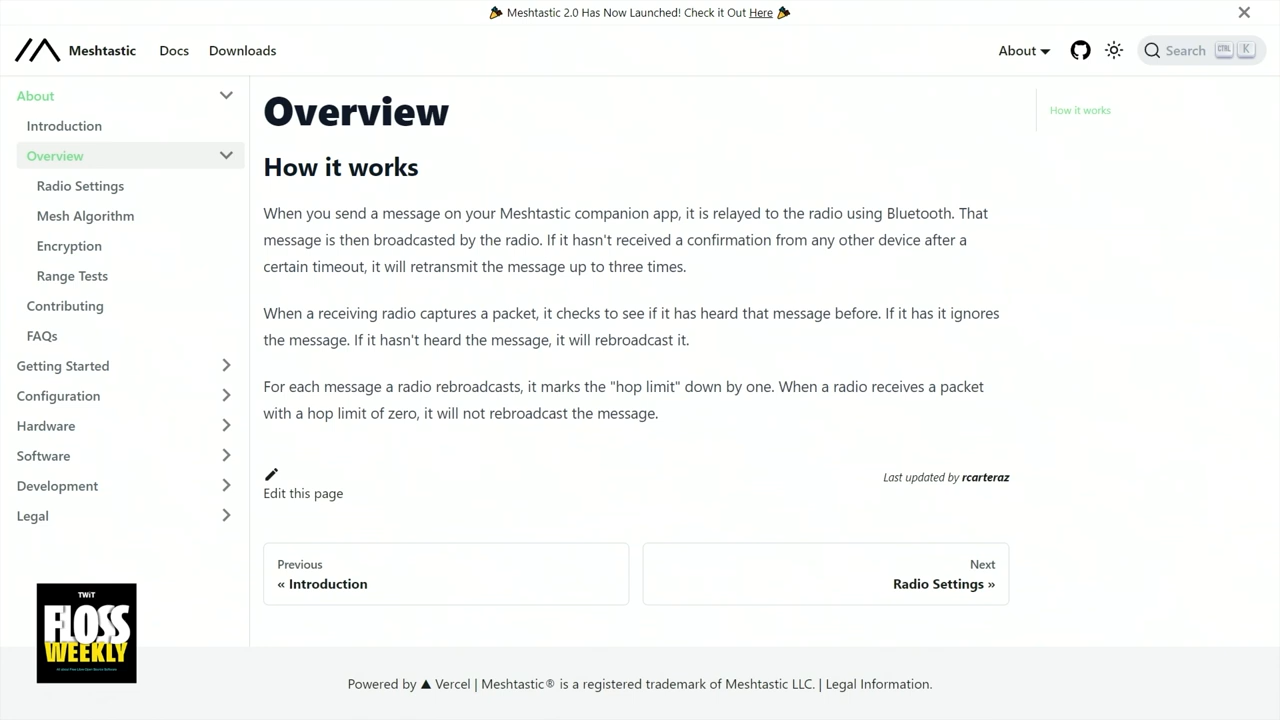 🎉 Meshtastic 2.0 Has Now Launched! Check it Out Here 🎉
Meshtastic
Docs
Downloads
About
Search
CTRL
K
About
Introduction
Overview
Radio Settings
Mesh Algorithm
Encryption
Range Tests
Contributing
FAQs
Getting Started
Configuration
Hardware
Software
Development
Legal
Overview
How it works
When you send a message on your Meshtastic companion app, it is relayed to the radio using Bluetooth. That
message is then broadcasted by the radio. If it hasn't received a confirmation from any other device after a
certain timeout, it will retransmit the message up to three times.
When a receiving radio captures a packet, it checks to see if it has heard that message before. If it has it ignores
the message. If it hasn't heard the message, it will rebroadcast it.
For each message a radio rebroadcasts, it marks the "hop limit" down by one. When a radio receives a packet
with a hop limit of zero, it will not rebroadcast the message.
Edit this page
Last updated by rcarteraz
Previous
« Introduction
Next
Radio Settings »
How it works
TWiT
FLOSS
WEEKLY
Powered by ▲ Vercel | Meshtastic® is a registered trademark of Meshtastic LLC. | Legal Information.